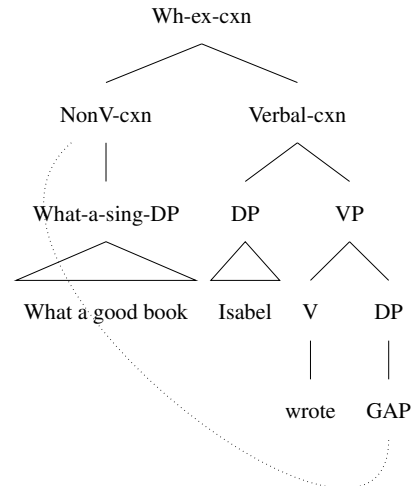 Wh-ex-cxn
NonV-cxn Verbal-cxn
What-a-sing-DP DP VP
What a good book Isabel V DP
wrote GAP